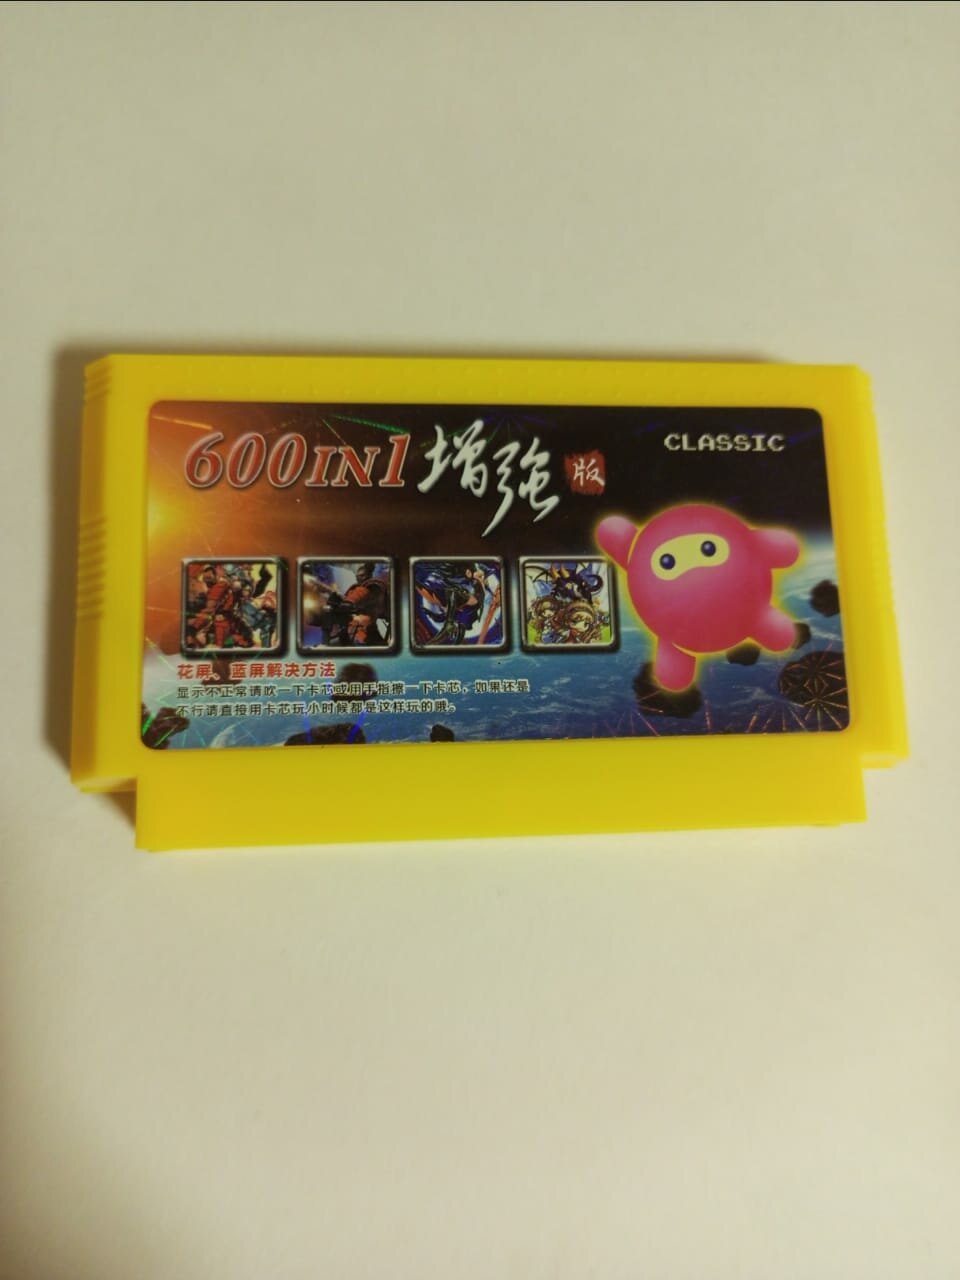 600IN1 增強 版
CLASSIC
花屏、蓝屏解决方法
显示不正常请吹一下卡芯或用手指擦一下卡芯，如果还是
不行请直接用卡芯玩小时候都是这样玩的哦。